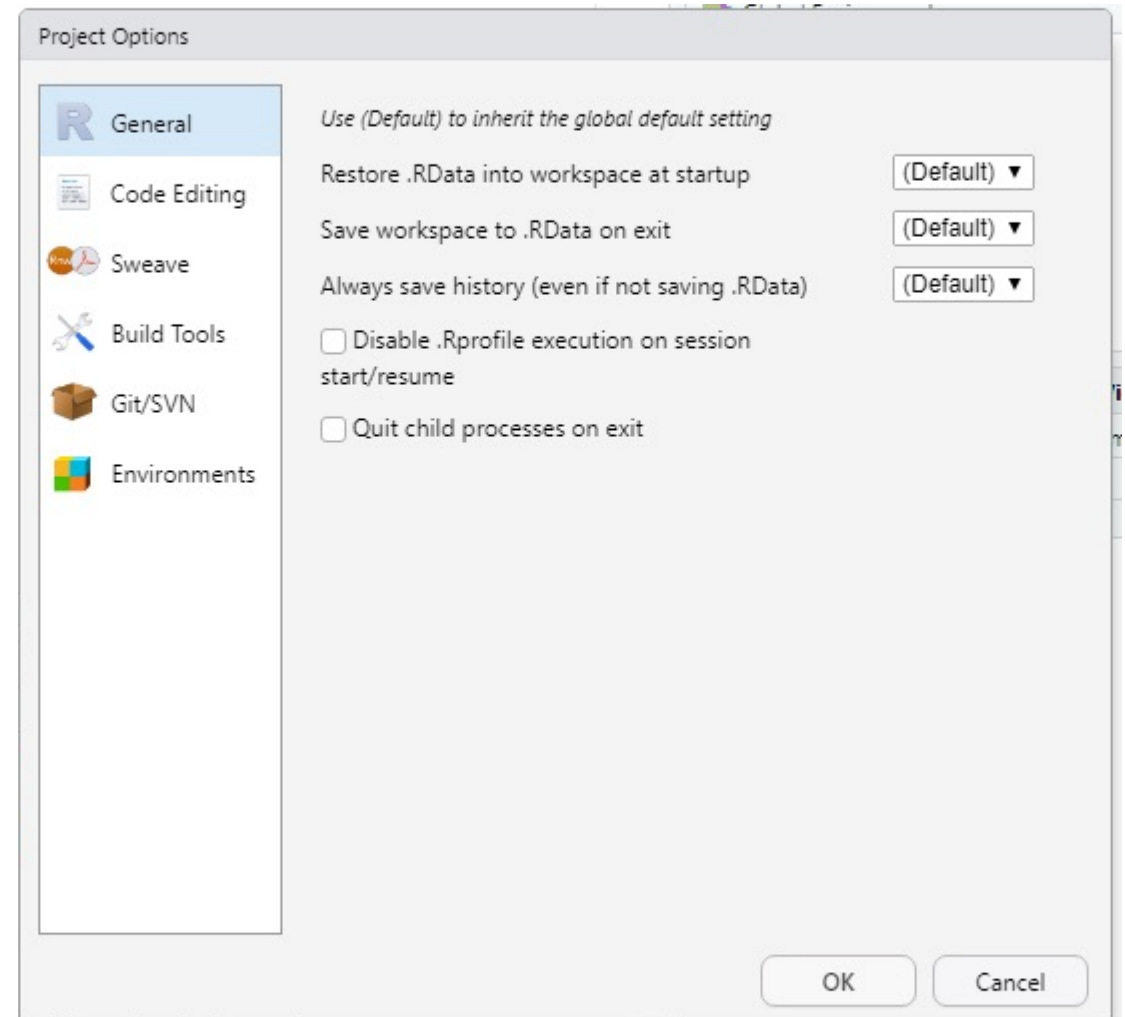 Project Options
General
Code Editing
Sweave
Build Tools
Git/SVN
Environments
Use (Default) to inherit the global default setting
Restore .RData into workspace at startup (Default) ▼
Save workspace to .RData on exit (Default) ▼
Always save history (even if not saving .RData) (Default) ▼
Disable .Rprofile execution on session
start/resume
Quit child processes on exit
OK Cancel